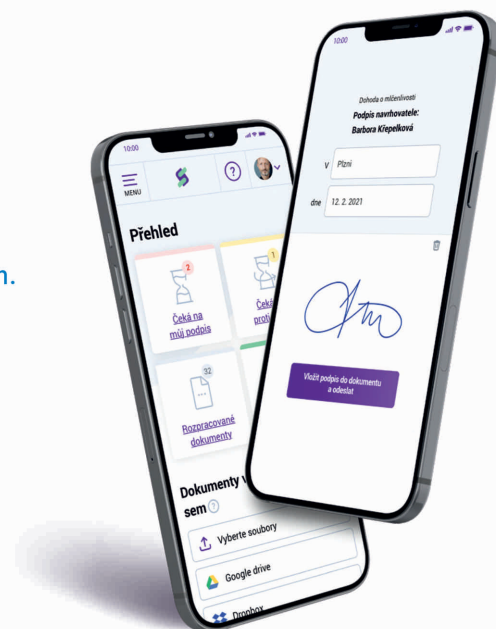 n.
10:00
MENU
?
Přehled
2
Čeká na
můj podpis
1
Čeká
proti
32
Rozpracované
dokumenty
Dokumenty v
sem ?
Vyberte soubory
Google drive
Dropbox
10:00
Dohoda o mlčenlivosti
Podpis navrhovatele:
Barbora Křepelková
V Plzni
dne 12. 2. 2021
Vložit podpis do dokumentu
a odeslat